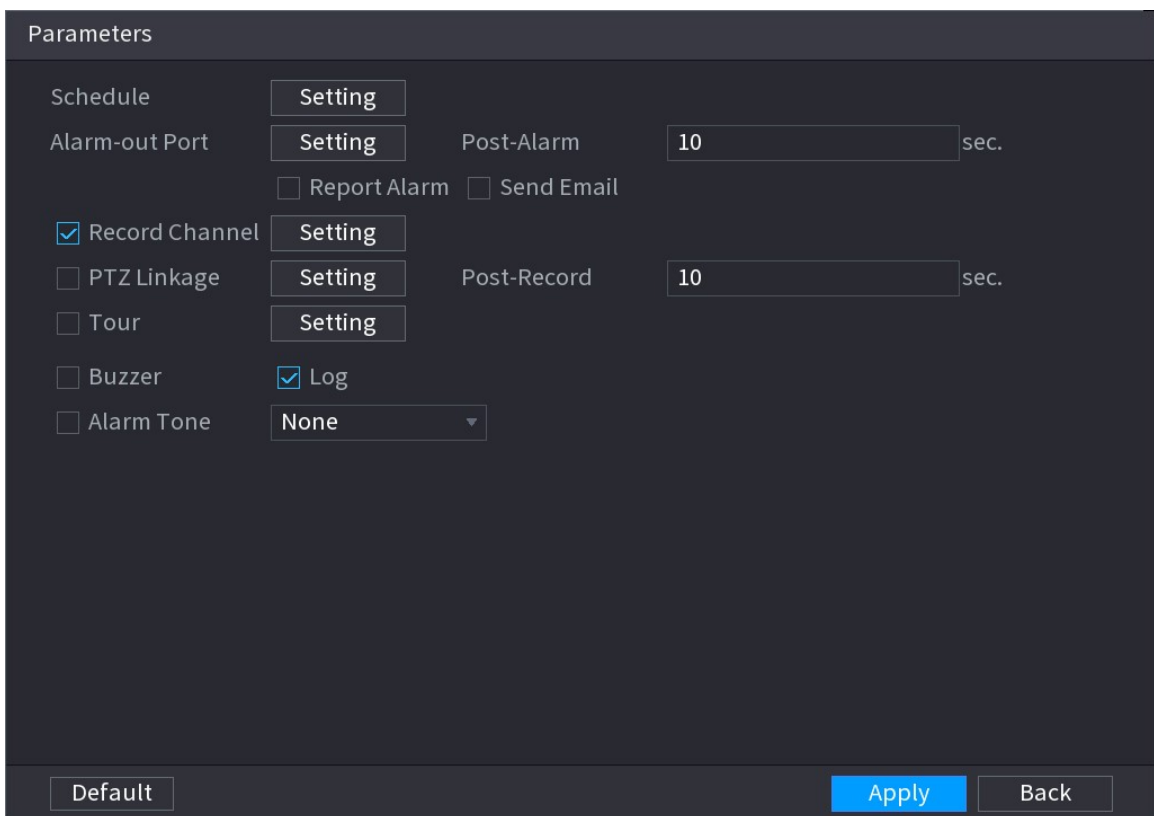 Parameters
Schedule Setting
Alarm-out Port Setting Post-Alarm 10 sec.
Report Alarm Send Email
Record Channel Setting
PTZ Linkage Setting Post-Record 10 sec.
Tour Setting
Buzzer Log
Alarm Tone None
Default Apply Back